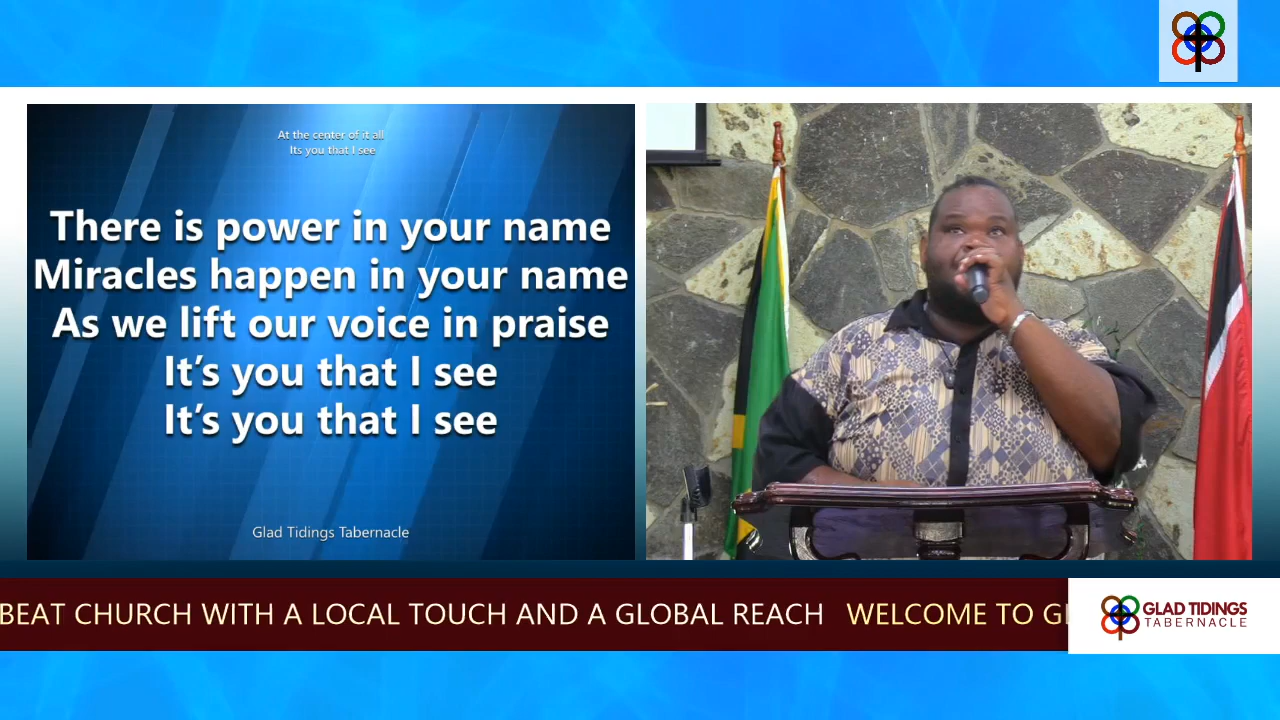 At the center of it all
Its you that I see
There is power in your name
Miracles happen in your name
As we lift our voice in praise
It’s you that I see
It’s you that I see
Glad Tidings Tabernacle
BEAT CHURCH WITH A LOCAL TOUCH AND A GLOBAL REACH WELCOME TO
GLAD TIDINGS
TABERNACLE